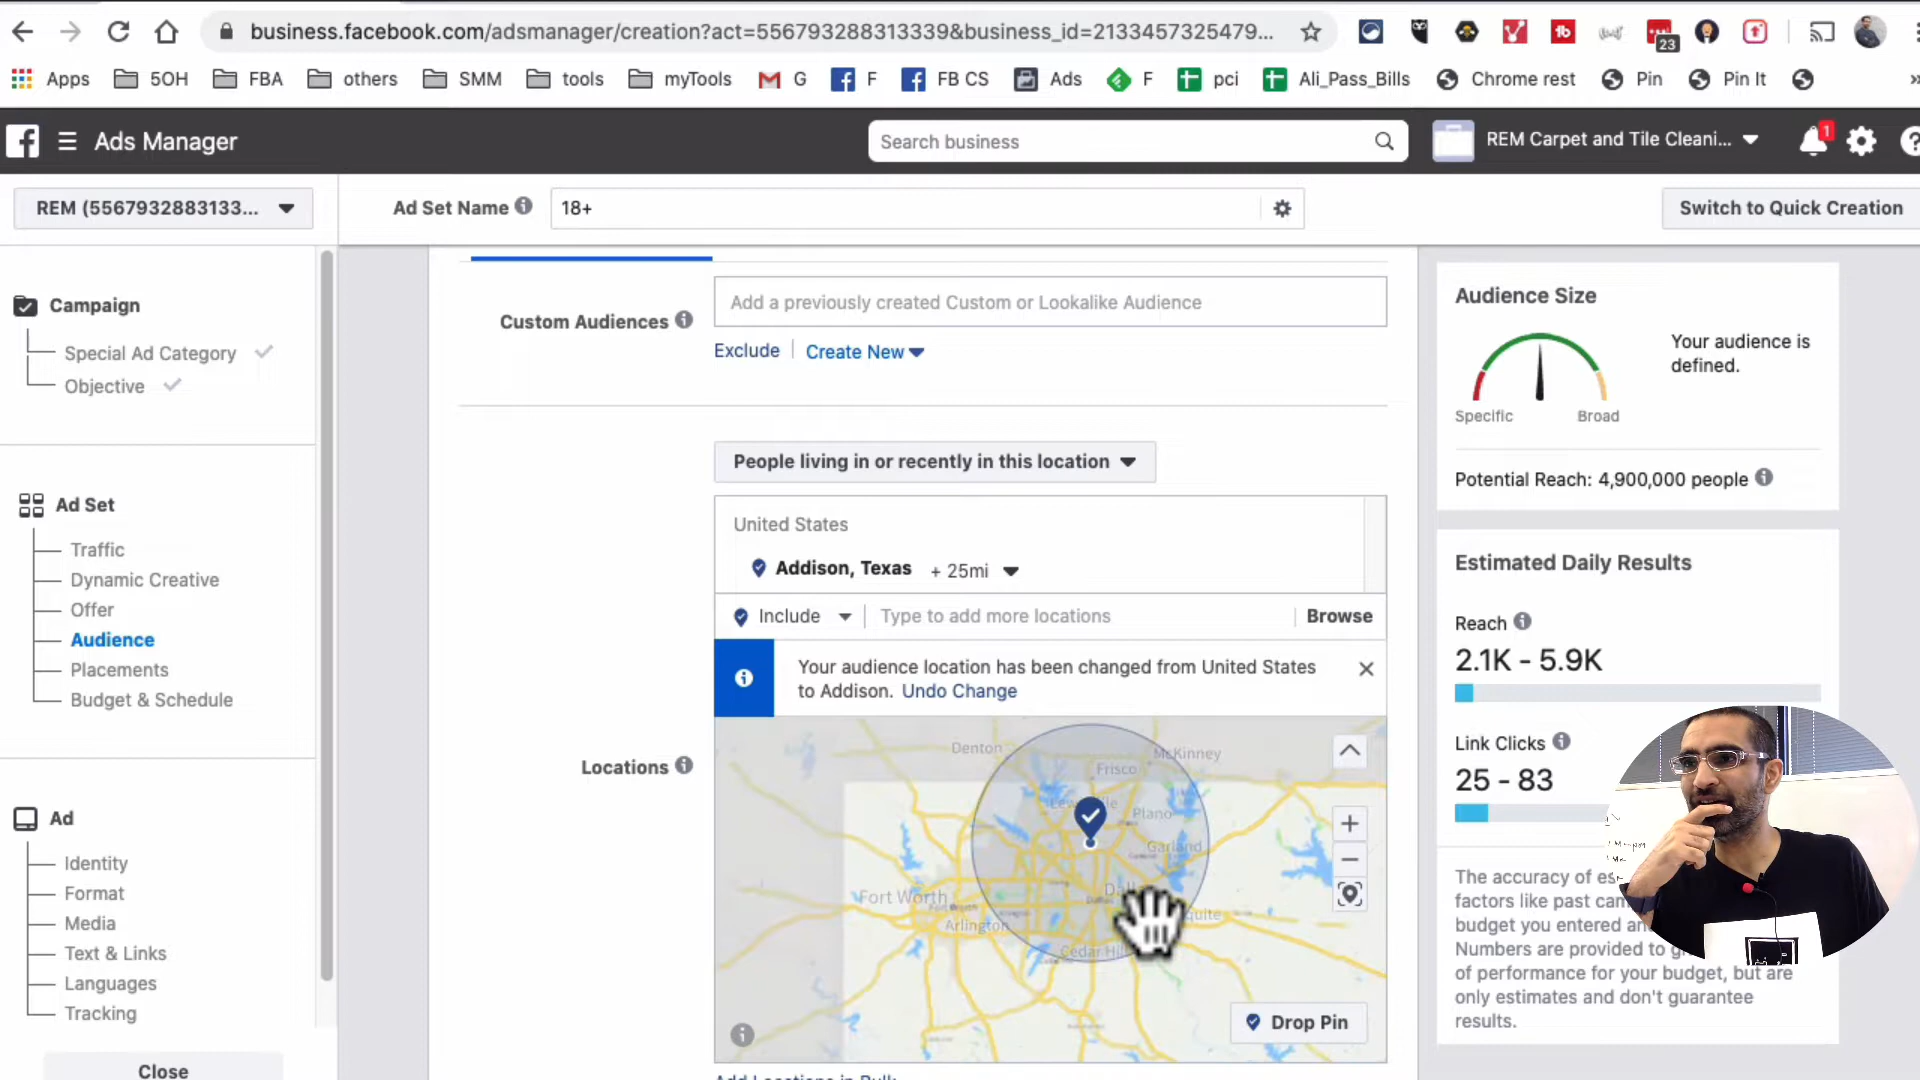 business.facebook.com/adsmanager/creation?act=556793288313339&business_id=2133457325479...
23
Apps
5OH
FBA
others
SMM
tools
myTools
G
F
FB CS
Ads
F
pci
Ali_Pass_Bills
Chrome rest
Pin
Pin It
»
Ads Manager
Search business
REM Carpet and Tile Cleani...
1
REM (5567932883133...
Ad Set Name
18+
Switch to Quick Creation
Campaign
Special Ad Category
Objective
Ad Set
Traffic
Dynamic Creative
Offer
Audience
Placements
Budget & Schedule
Ad
Identity
Format
Media
Text & Links
Languages
Tracking
Close
Custom Audiences
Add a previously created Custom or Lookalike Audience
Exclude
Create New
People living in or recently in this location
United States
Addison, Texas + 25mi
Include
Type to add more locations
Browse
Your audience location has been changed from United States
to Addison. Undo Change
Locations
Denton
McKinney
Frisco
Plano
Garland
Fort Worth
Arlington
Cedar Hill
Drop Pin
Add Locations in Bulk
Audience Size
Your audience is
defined.
Specific
Broad
Potential Reach: 4,900,000 people
Estimated Daily Results
Reach
2.1K - 5.9K
Link Clicks
25 - 83
The accuracy of es
factors like past cam
budget you entered an
Numbers are provided to g
of performance for your budget, but are
only estimates and don't guarantee
results.